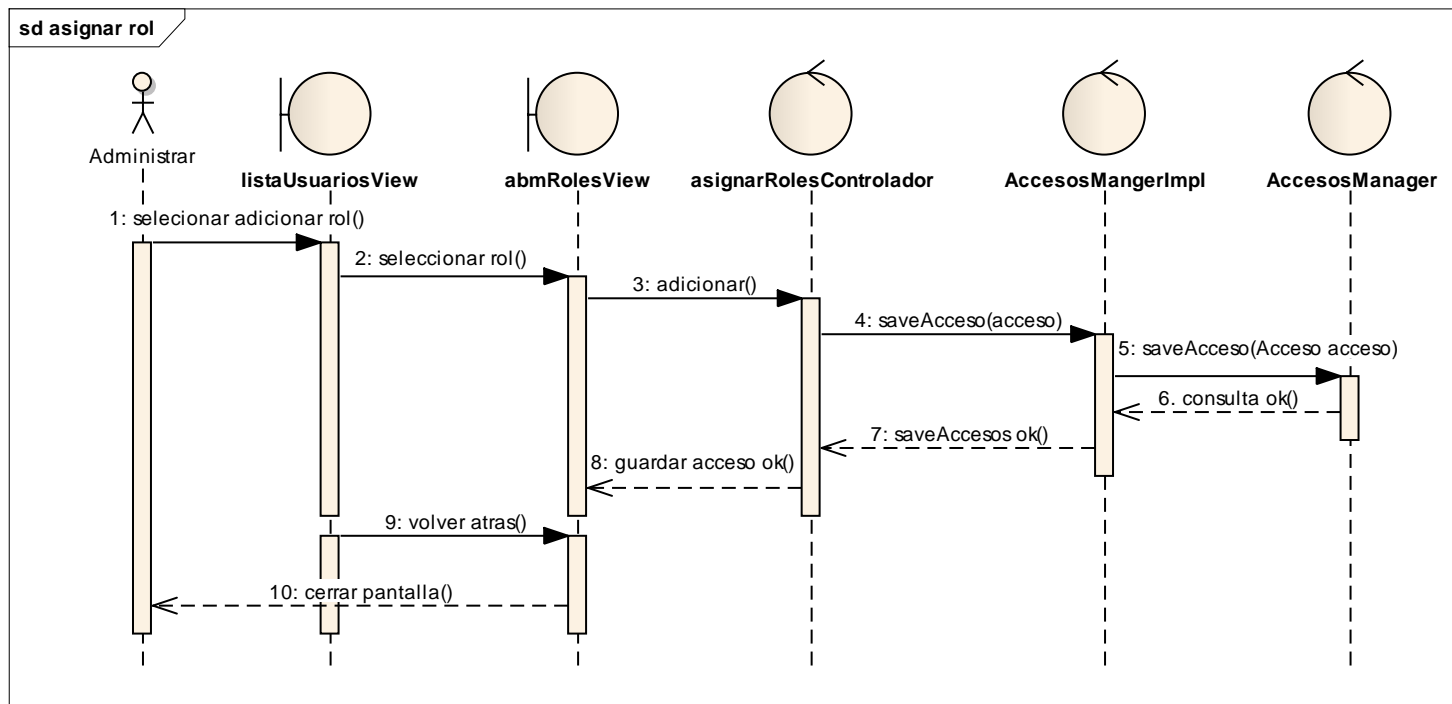 sd asignar rol
Administrar
listaUsuariosView
abmRolesView
asignarRolesControlador
AccesosMangerImpl
AccesosManager
1: selecionar adicionar rol()
2: seleccionar rol()
3: adicionar()
4: saveAcceso(acceso)
5: saveAcceso(Acceso acceso)
6. consulta ok()
7: saveAccesos ok()
8: guardar acceso ok()
9: volver atras()
10: cerrar pantalla()